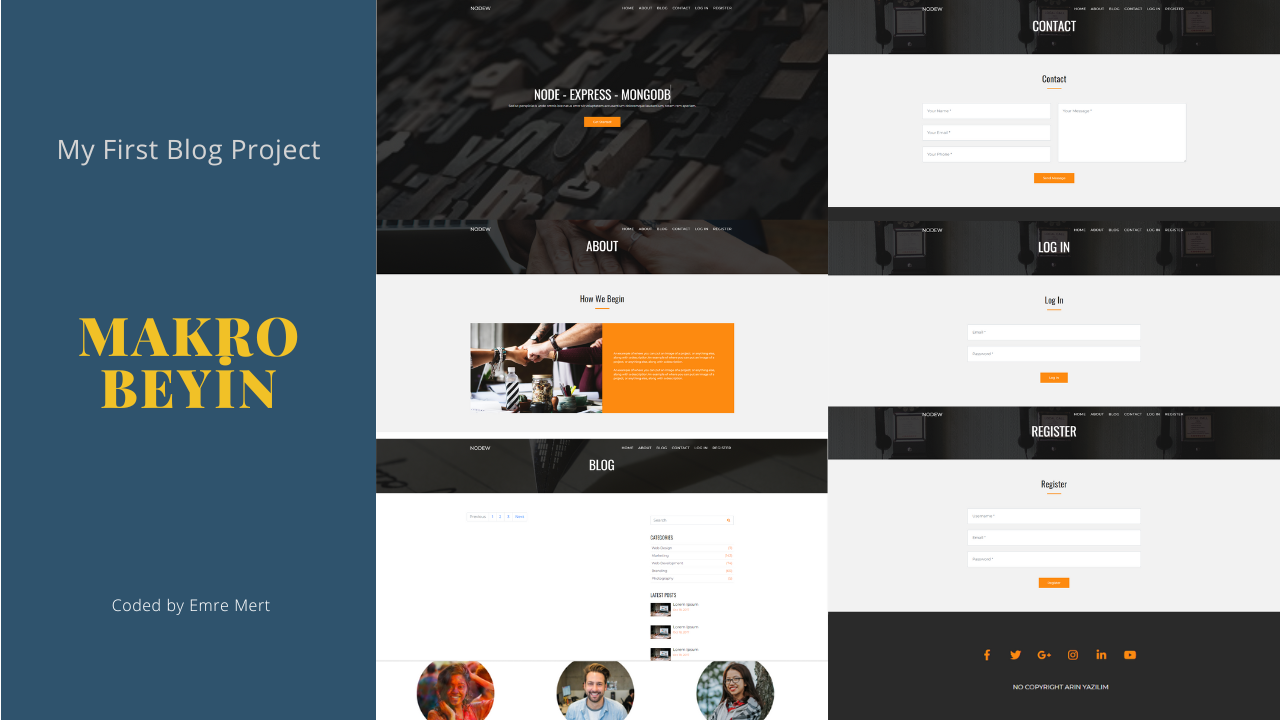 My First Blog Project
MAKRO
BEYİN
Coded by Emre Mert
NODEW
HOME ABOUT BLOG CONTACT LOG IN REGISTER
NODE - EXPRESS - MONGODB
NODEW
HOME ABOUT BLOG CONTACT LOG IN REGISTER
ABOUT
How We Begin
NODEW
HOME ABOUT BLOG CONTACT LOG IN REGISTER
BLOG
Previous 1 2 3 Next
Search
CATEGORIES
Web Design
Marketing
Web Development
Branding
Photography
LATEST POSTS
Lorem Ipsum
Lorem Ipsum
Lorem Ipsum
NODEW
HOME ABOUT BLOG CONTACT LOG IN REGISTER
CONTACT
Contact
Your Name *
Your Message *
Your Email *
Your Phone *
Send Message
NODEW
HOME ABOUT BLOG CONTACT LOG IN REGISTER
LOG IN
Log In
Email *
Password *
Log In
NODEW
HOME ABOUT BLOG CONTACT LOG IN REGISTER
REGISTER
Register
Username *
Email *
Password *
Register
NO COPYRIGHT ARIN YAZILIM